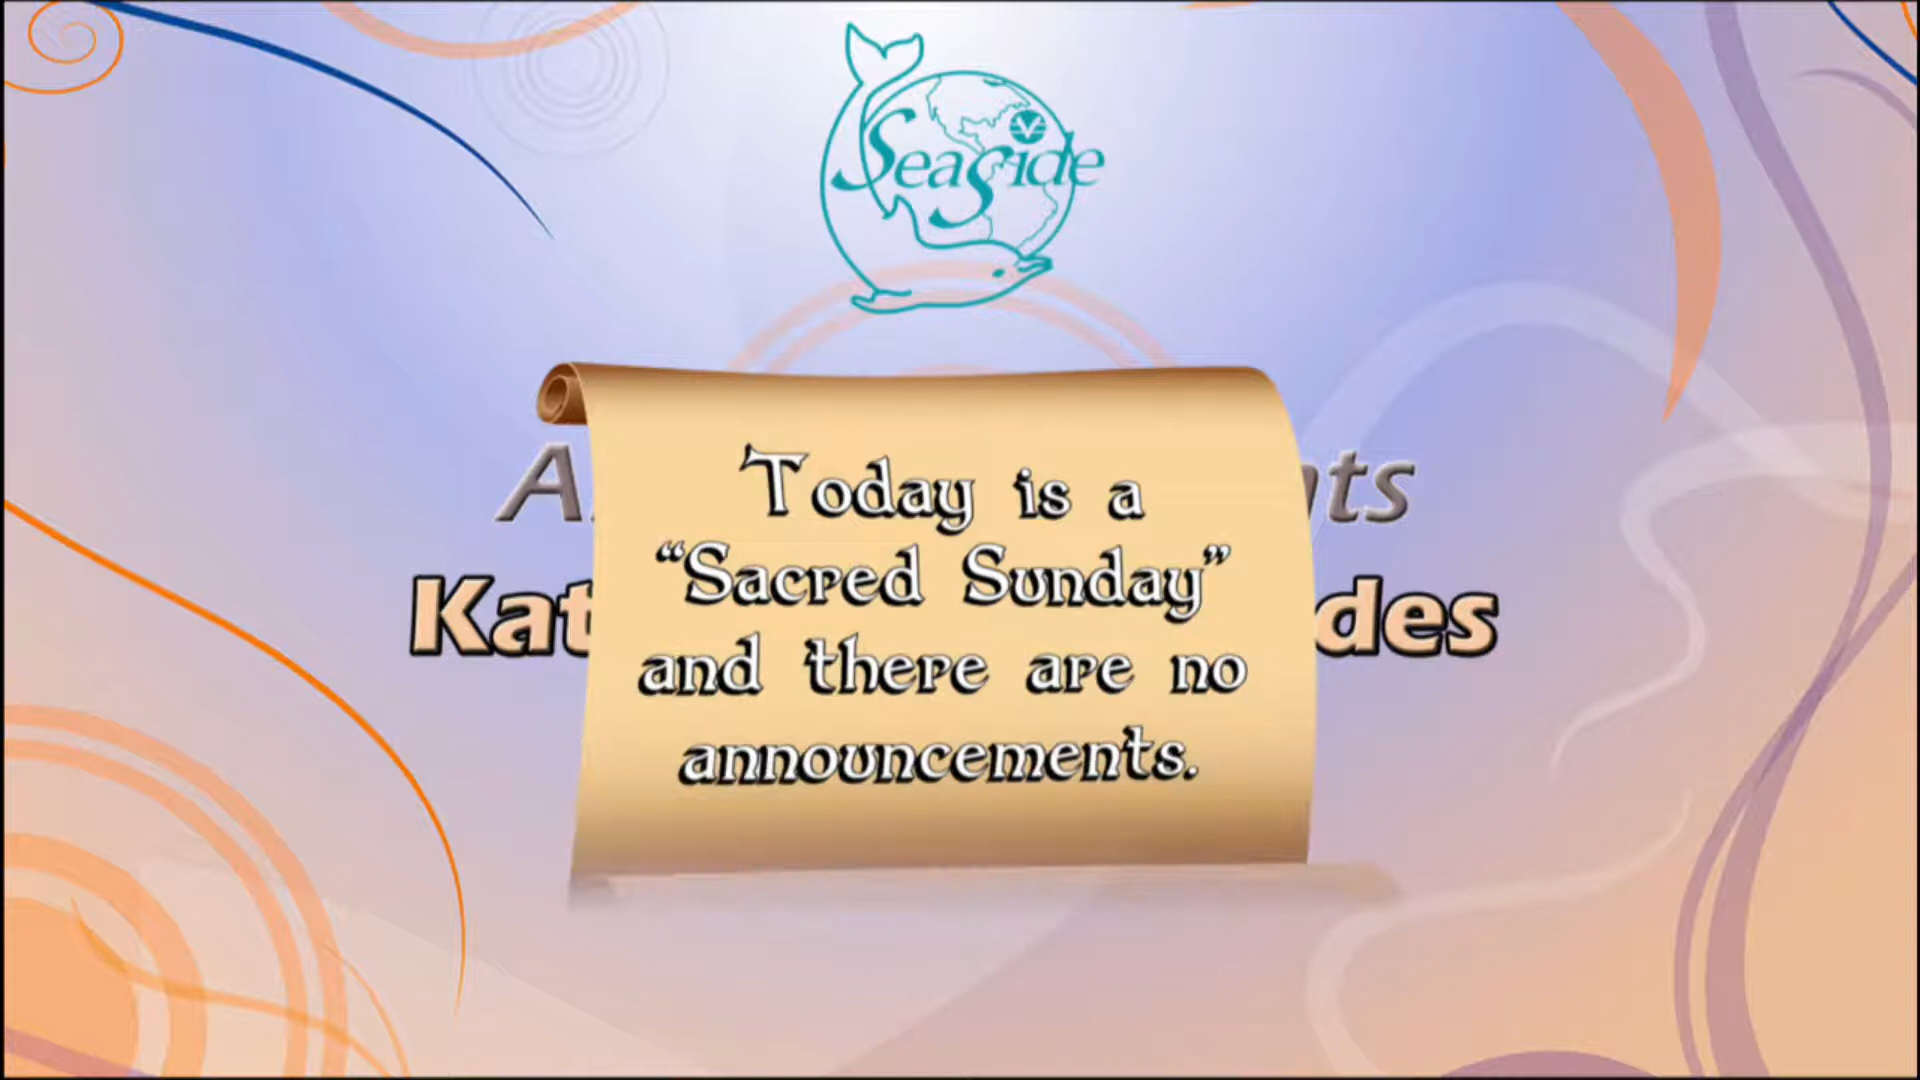 Seaside
Today is a
“Sacred Sunday”
and there are no
announcements.